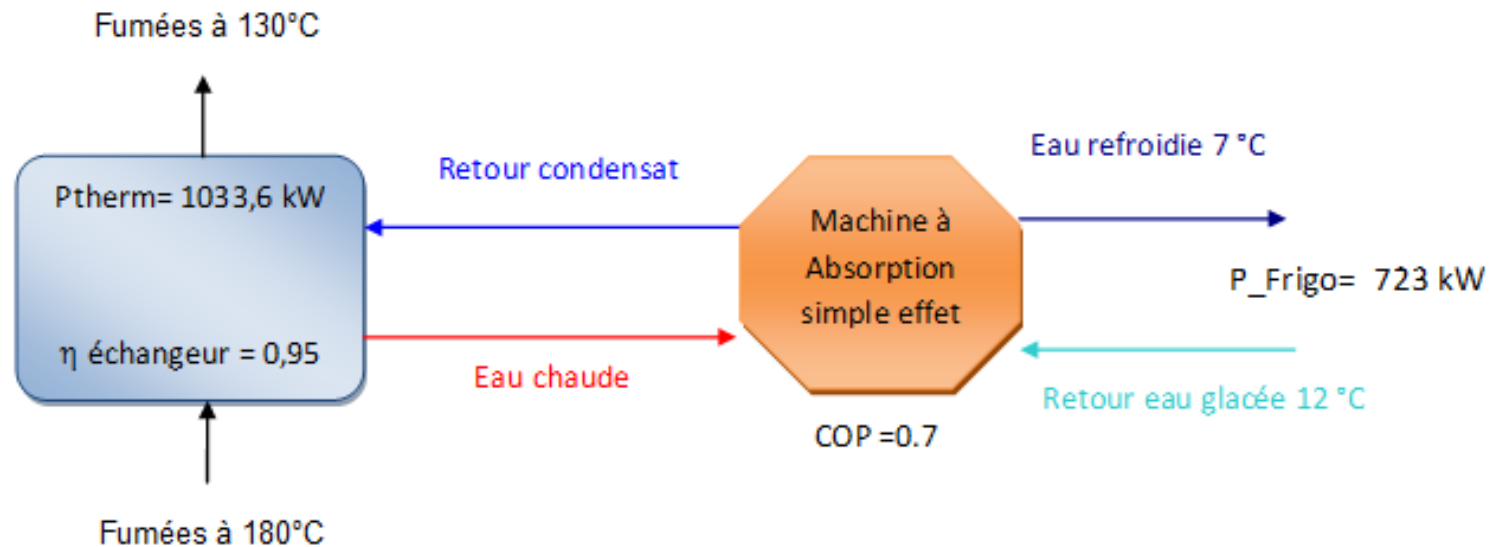 Fumées à 130°C
Ptherm= 1033,6 kW
η échangeur = 0,95
Fumées à 180°C
Retour condensat
Eau chaude
Machine à
Absorption
simple effet
COP =0.7
Eau refroidie 7 °C
P_Frigo= 723 kW
Retour eau glacée 12 °C